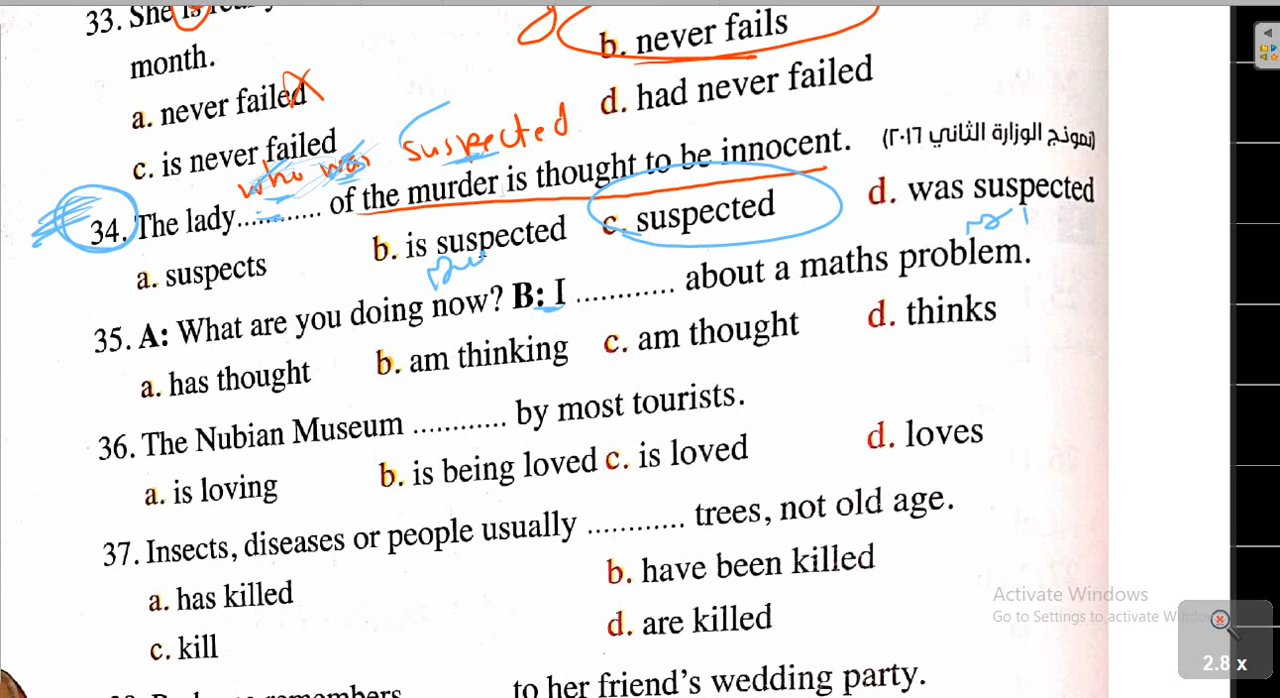 33. She is
month.
a. never failed
b. never fails
c. is never failed
d. had never failed
who was suspected
34. The lady............ of the murder is thought to be innocent. (نموذج الوزارة الثاني ٢٠١٦)
a. suspects b. is suspected c. suspected d. was suspected
35. A: What are you doing now? B: I ............ about a maths problem.
a. has thought b. am thinking c. am thought d. thinks
36. The Nubian Museum ............ by most tourists.
a. is loving b. is being loved c. is loved d. loves
37. Insects, diseases or people usually ............ trees, not old age.
a. has killed b. have been killed
c. kill d. are killed
to her friend's wedding party.
Activate Windows
Go to Settings to activate
2.8 x